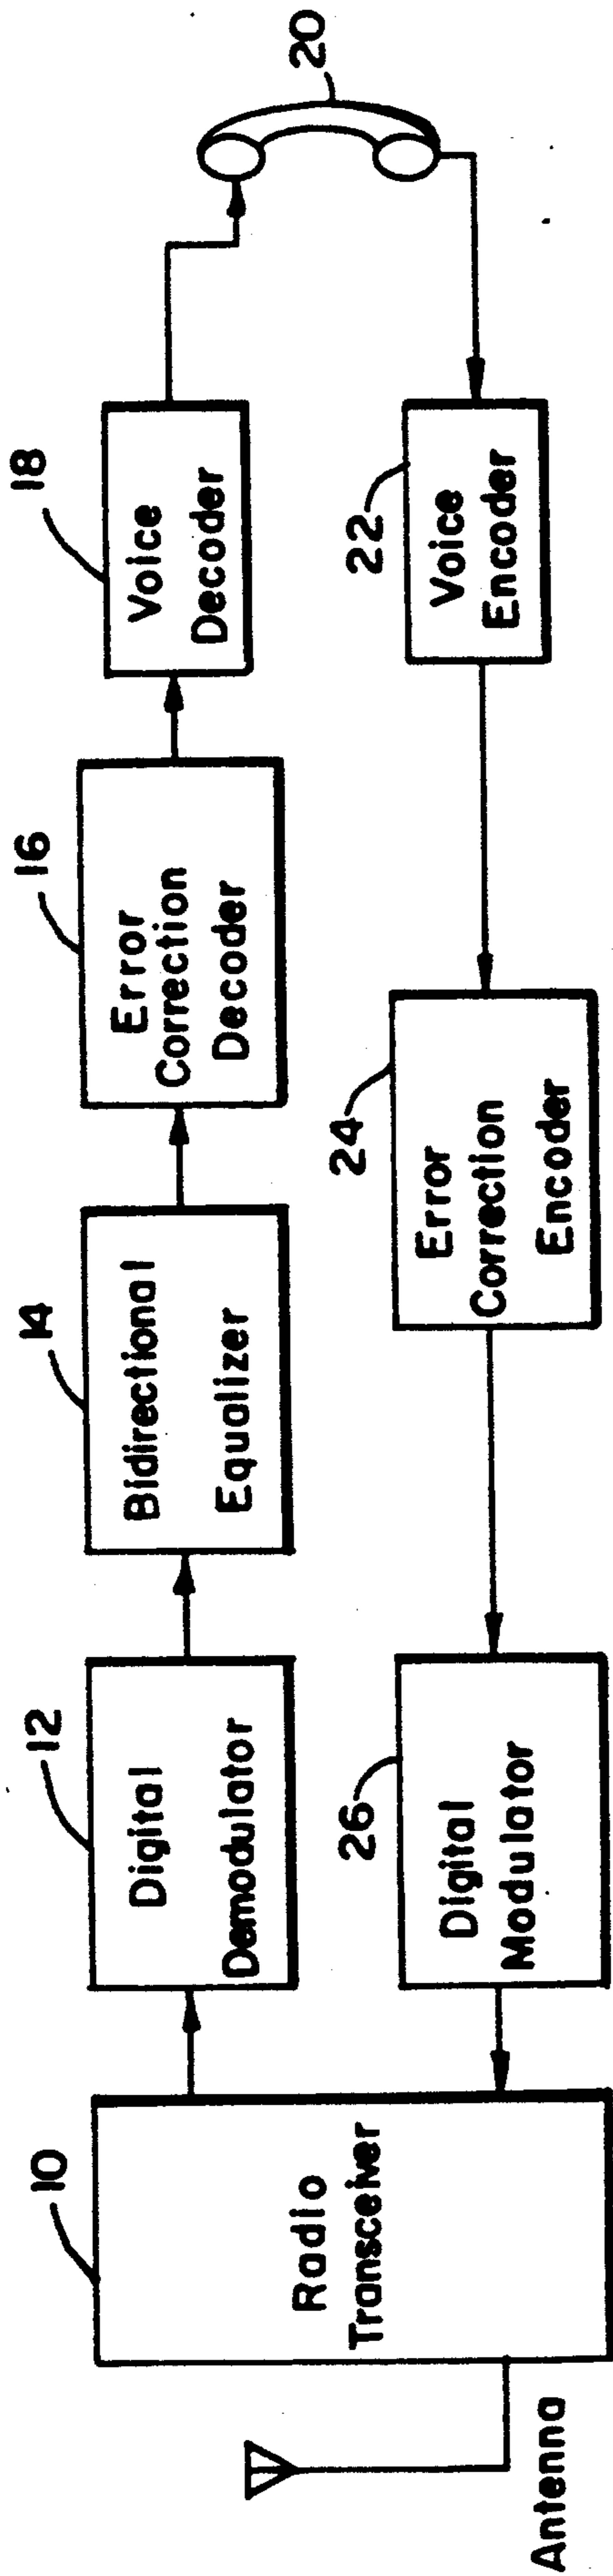 10
Radio
Transceiver
Antenna
12
Digital
Demodulator
14
Bidirectional
Equalizer
16
Error
Correction
Decoder
18
Voice
Decoder
20
22
Voice
Encoder
24
Error
Correction
Encoder
26
Digital
Modulator